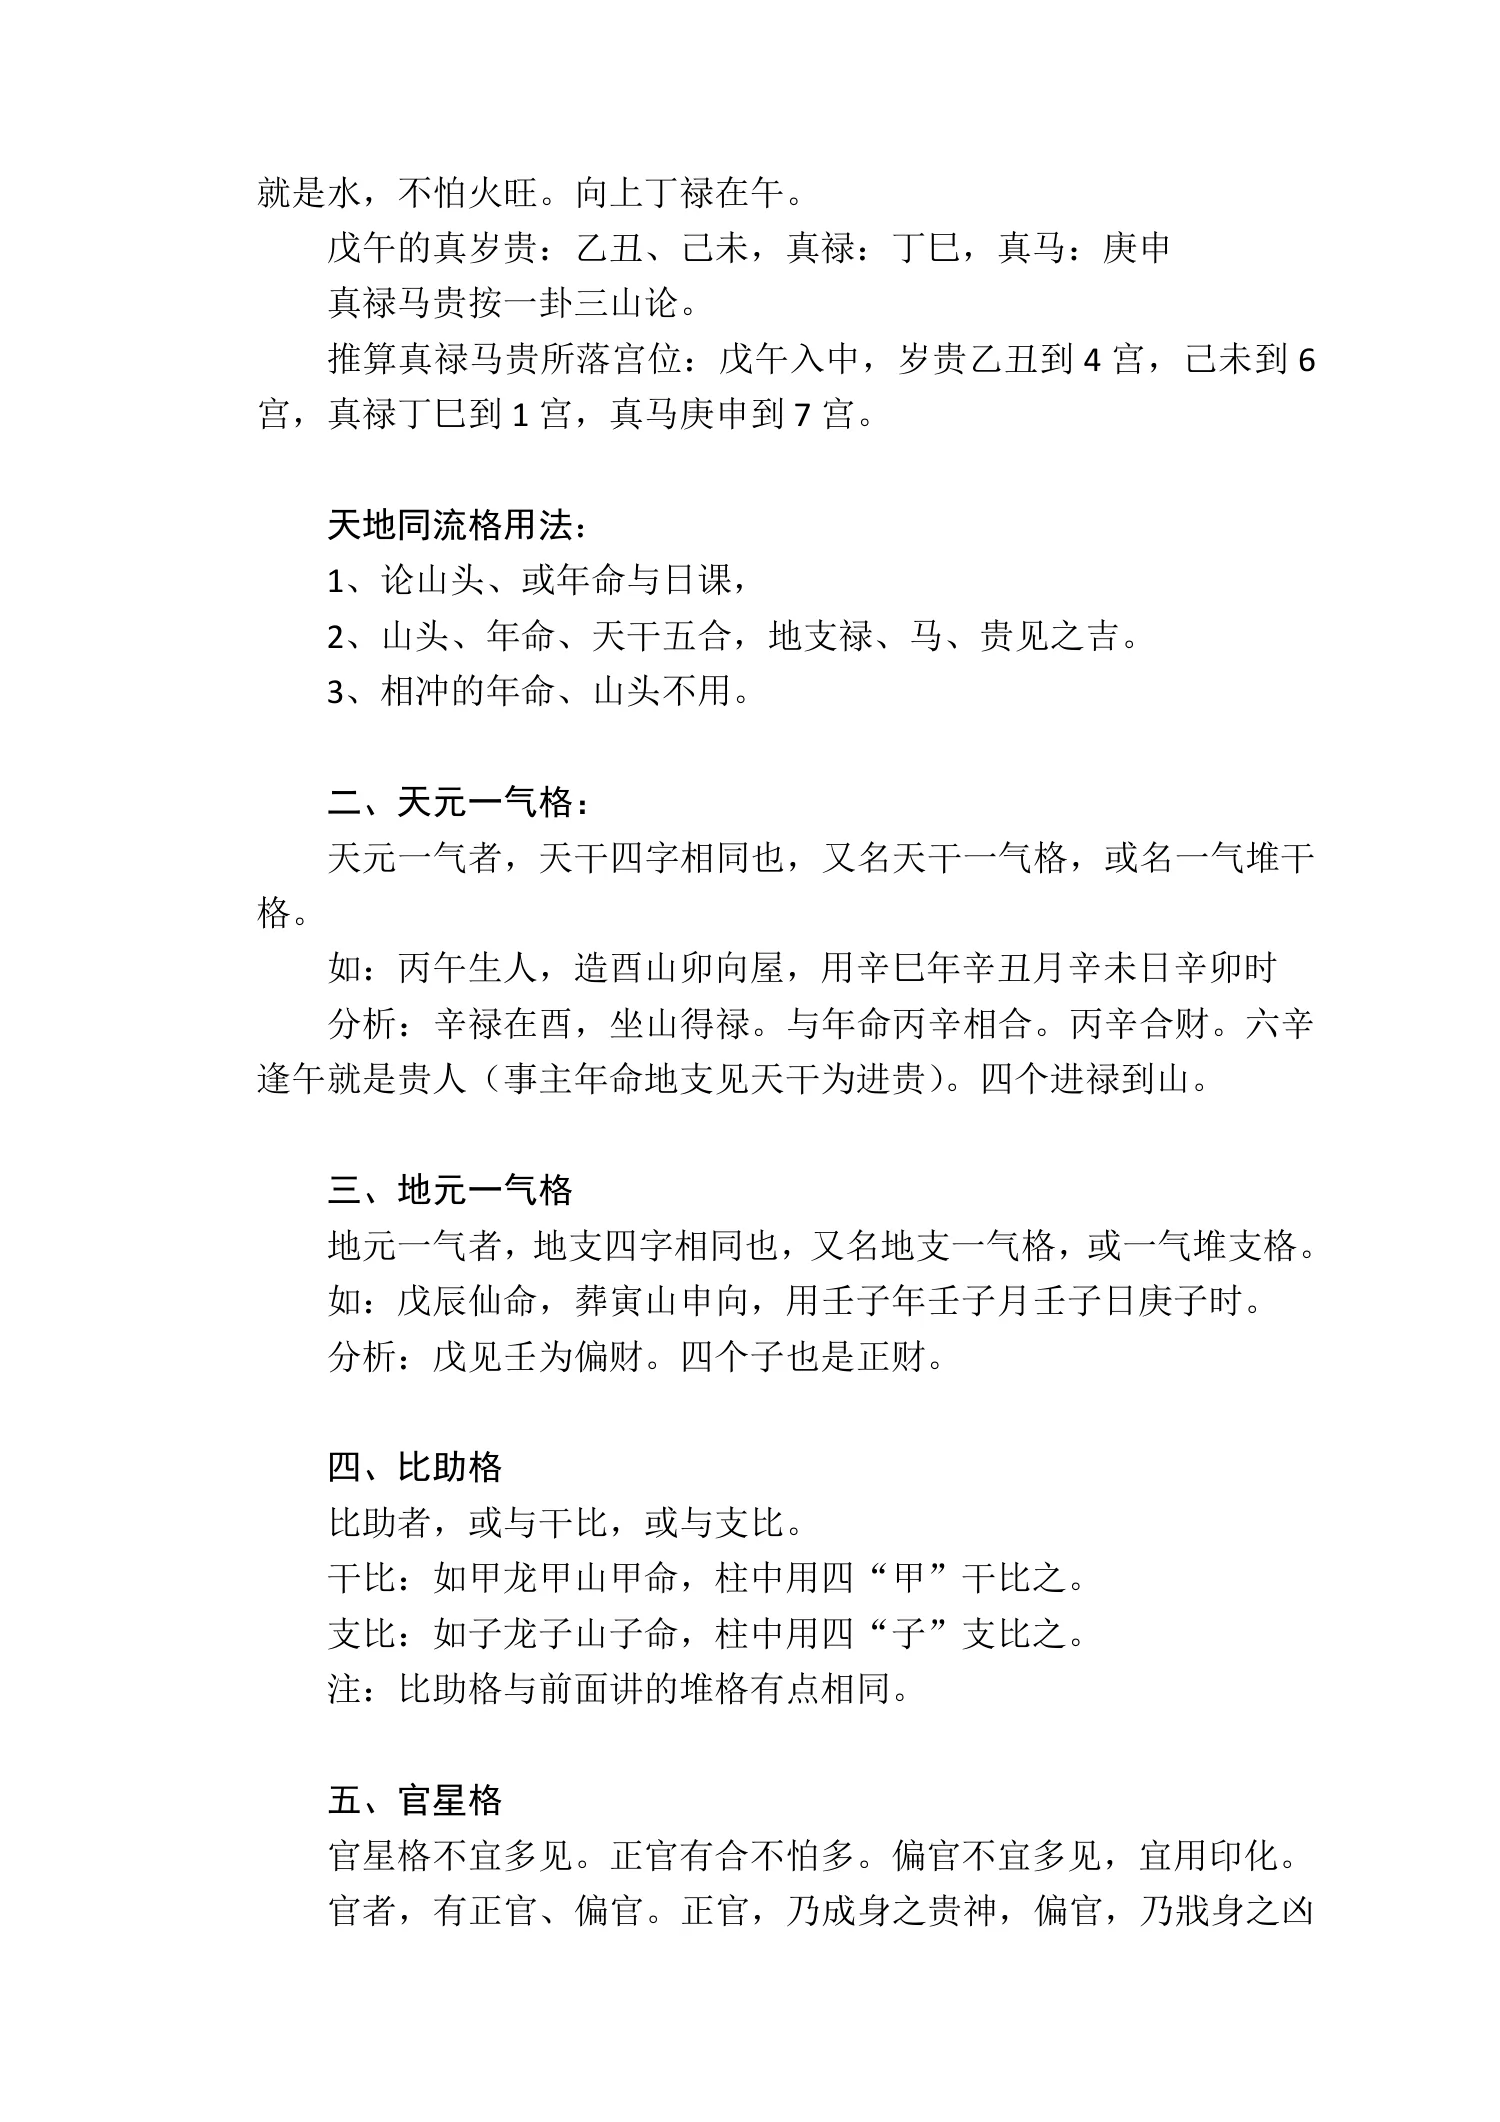 就是水，不怕火旺。向上丁禄在午。
戊午的真岁贵：乙丑、己未，真禄：丁巳，真马：庚申
真禄马贵按一卦三山论。
推算真禄马贵所落宫位：戊午入中，岁贵乙丑到 4 宫，己未到 6
宫，真禄丁巳到 1 宫，真马庚申到 7 宫。
天地同流格用法：
1、论山头、或年命与日课，
2、山头、年命、天干五合，地支禄、马、贵见之吉。
3、相冲的年命、山头不用。
二、天元一气格：
天元一气者，天干四字相同也，又名天干一气格，或名一气堆干
格。
如：丙午生人，造酉山卯向屋，用辛巳年辛丑月辛未日辛卯时
分析：辛禄在酉，坐山得禄。与年命丙辛相合。丙辛合财。六辛
逢午就是贵人（事主年命地支见天干为进贵）。四个进禄到山。
三、地元一气格
地元一气者，地支四字相同也，又名地支一气格，或一气堆支格。
如：戊辰仙命，葬寅山申向，用壬子年壬子月壬子日庚子时。
分析：戊见壬为偏财。四个子也是正财。
四、比助格
比助者，或与干比，或与支比。
干比：如甲龙甲山甲命，柱中用四“甲”干比之。
支比：如子龙子山子命，柱中用四“子”支比之。
注：比助格与前面讲的堆格有点相同。
五、官星格
官星格不宜多见。正官有合不怕多。偏官不宜多见，宜用印化。
官者，有正官、偏官。正官，乃成身之贵神，偏官，乃戕身之凶